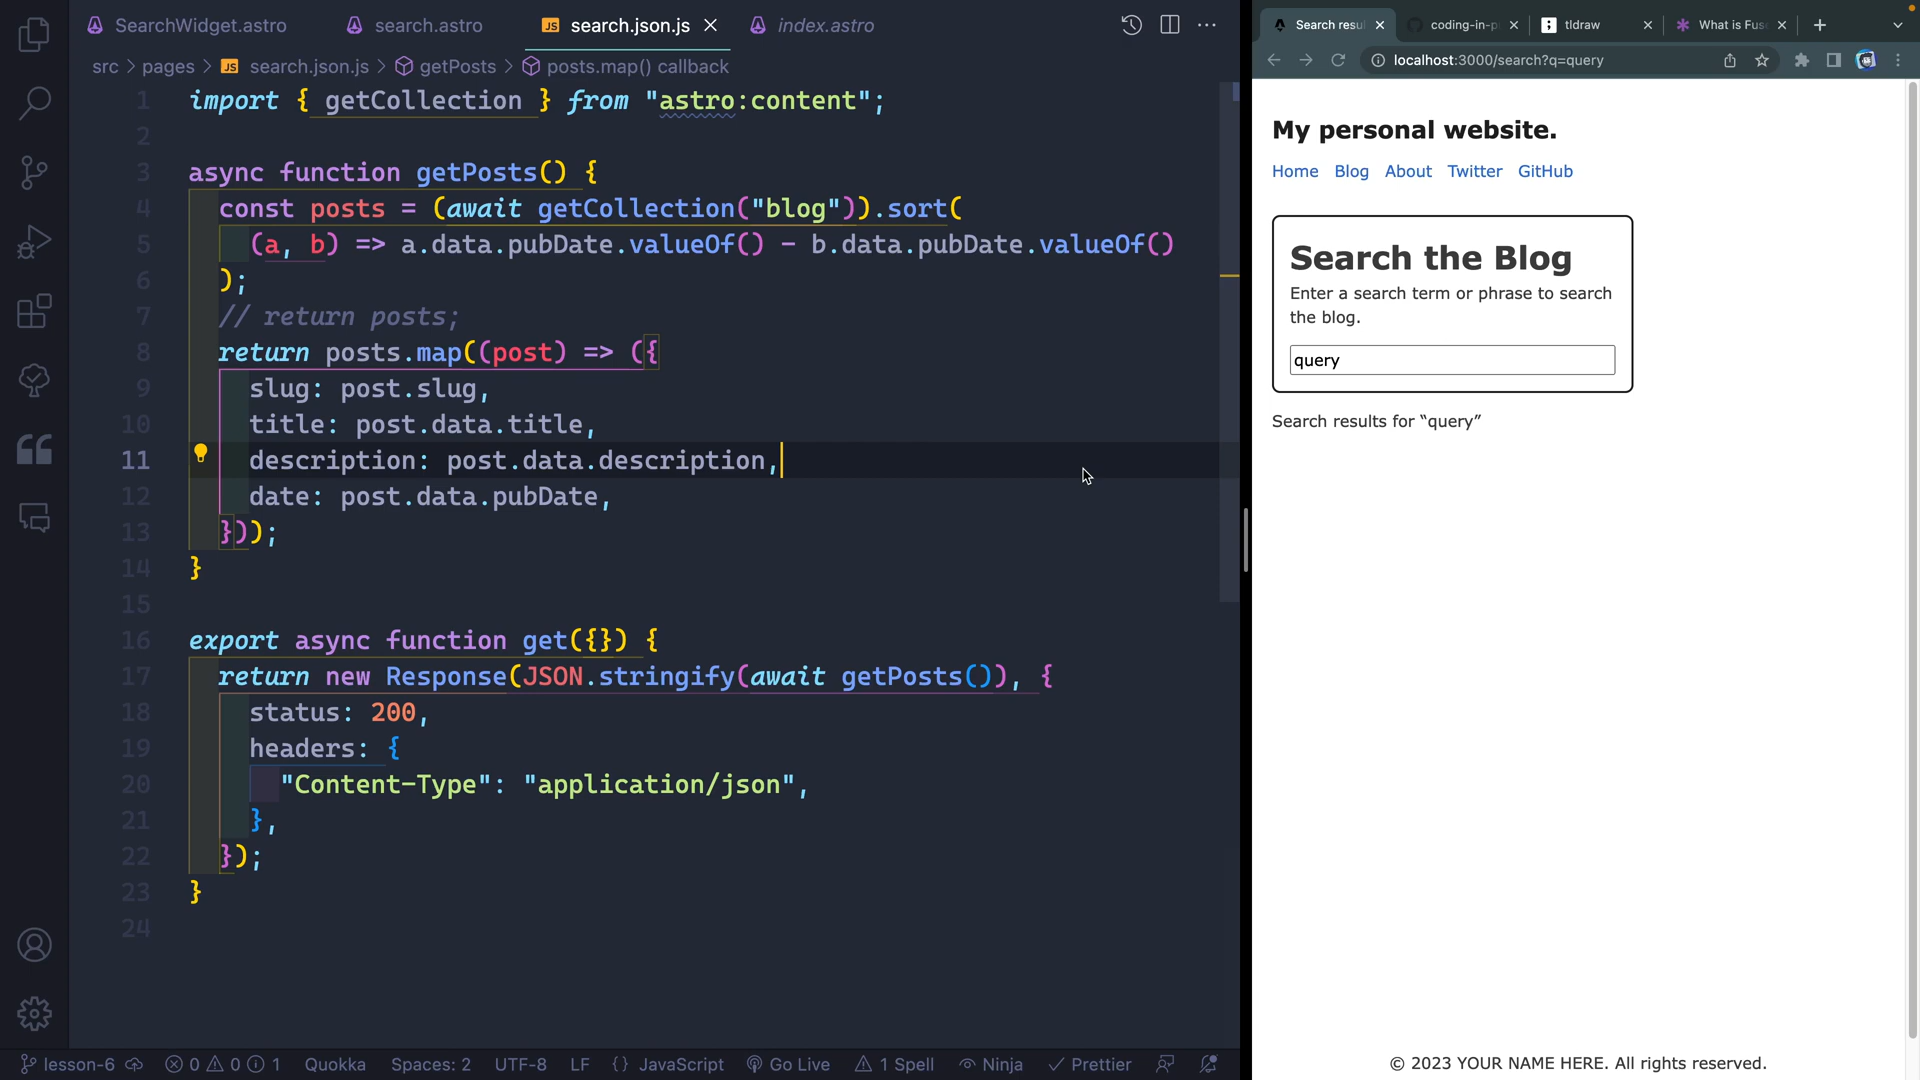 SearchWidget.astro
search.astro
JS search.json.js
index.astro
src > pages > JS search.json.js > getPosts > posts.map() callback
1 import { getCollection } from "astro:content";
2
3 async function getPosts() {
4 const posts = (await getCollection("blog")).sort(
5 (a, b) => a.data.pubDate.valueOf() - b.data.pubDate.valueOf()
6 );
7 // return posts;
8 return posts.map((post) => ({
9 slug: post.slug,
10 title: post.data.title,
11 description: post.data.description,
12 date: post.data.pubDate,
13 }));
14 }
15
16 export async function get({}) {
17 return new Response(JSON.stringify(await getPosts()), {
18 status: 200,
19 headers: {
20 "Content-Type": "application/json",
21 },
22 });
23 }
24
lesson-6 0 0 1 Quokka Spaces: 2 UTF-8 LF {} JavaScript Go Live 1 Spell Ninja Prettier
Search resu
coding-in-p
tldraw
What is Fus
localhost:3000/search?q=query
My personal website.
Home Blog About Twitter GitHub
Search the Blog
Enter a search term or phrase to search
the blog.
query
Search results for “query”
© 2023 YOUR NAME HERE. All rights reserved.